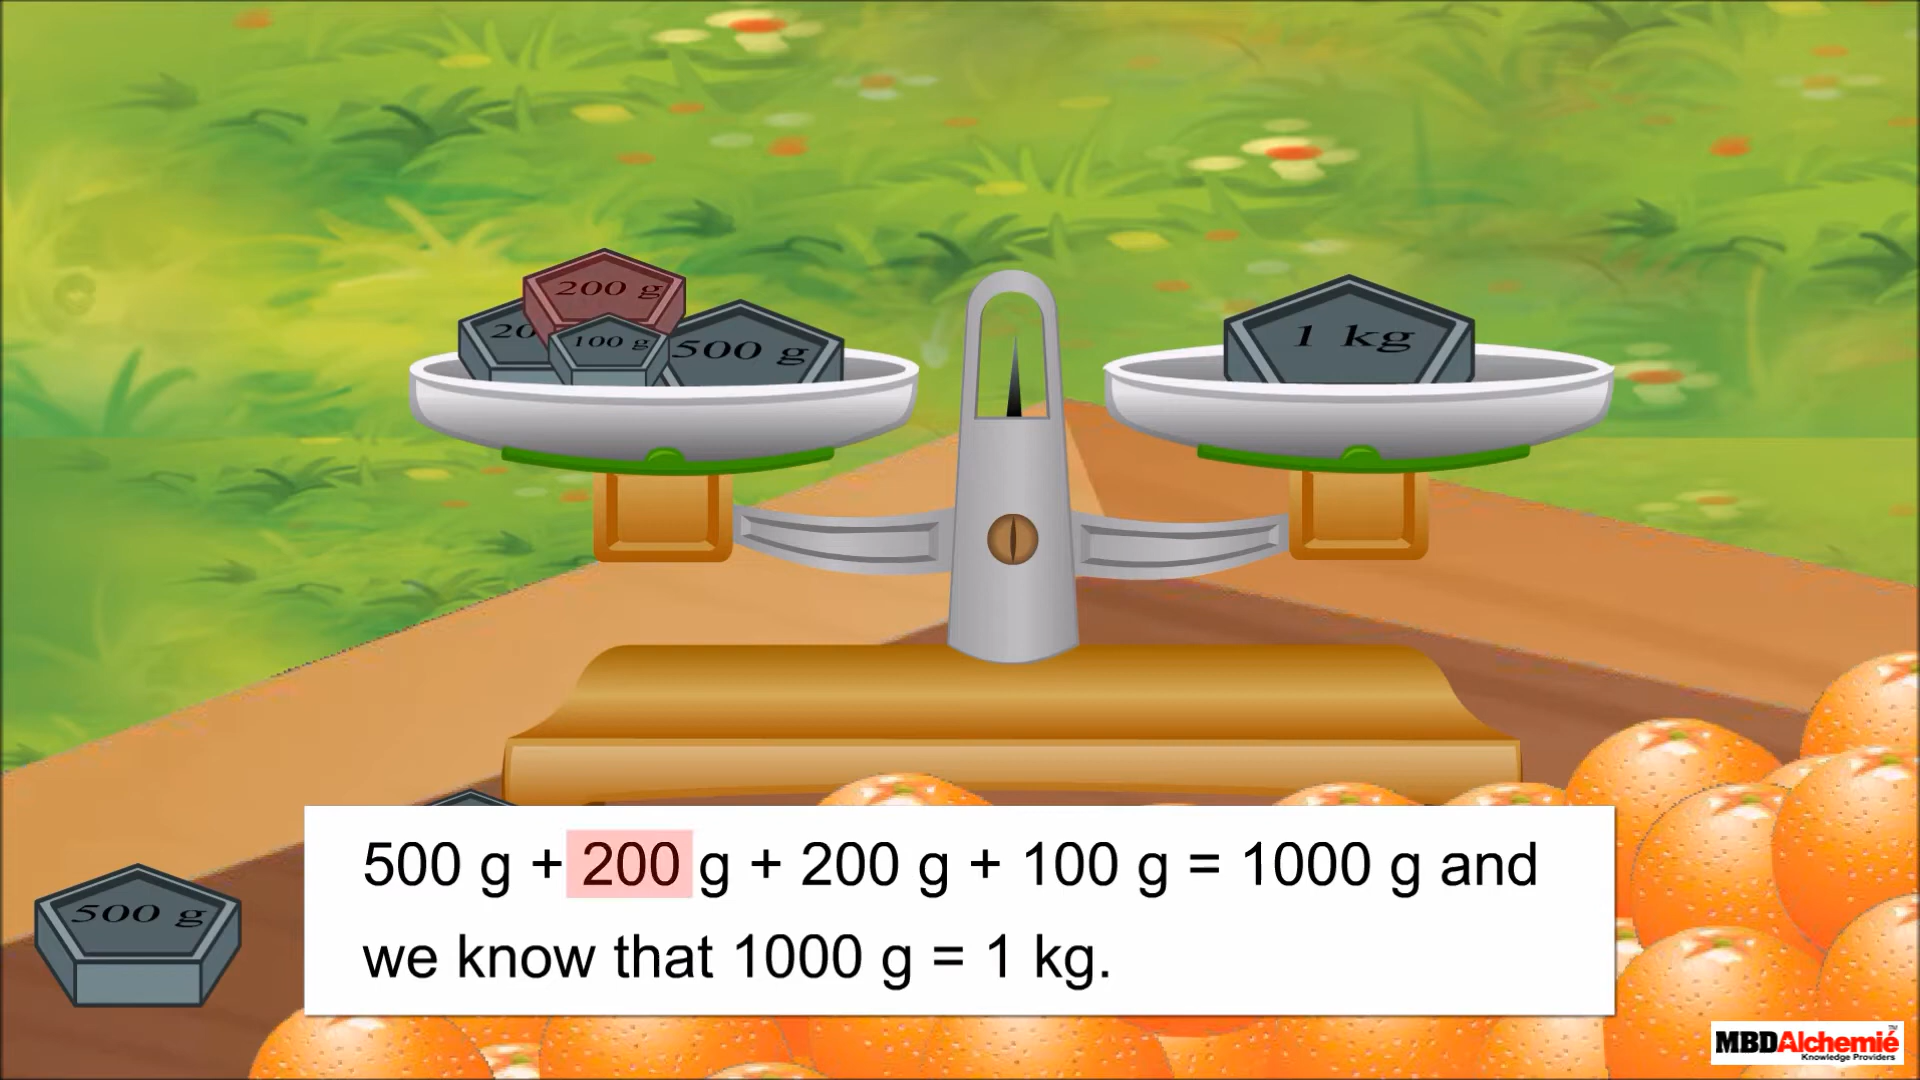 200 g
20
100 g
500 g
1 kg
500 g + 200 g + 200 g + 100 g = 1000 g and
we know that 1000 g = 1 kg.
500 g
MBDAlchemié™
Knowledge Providers